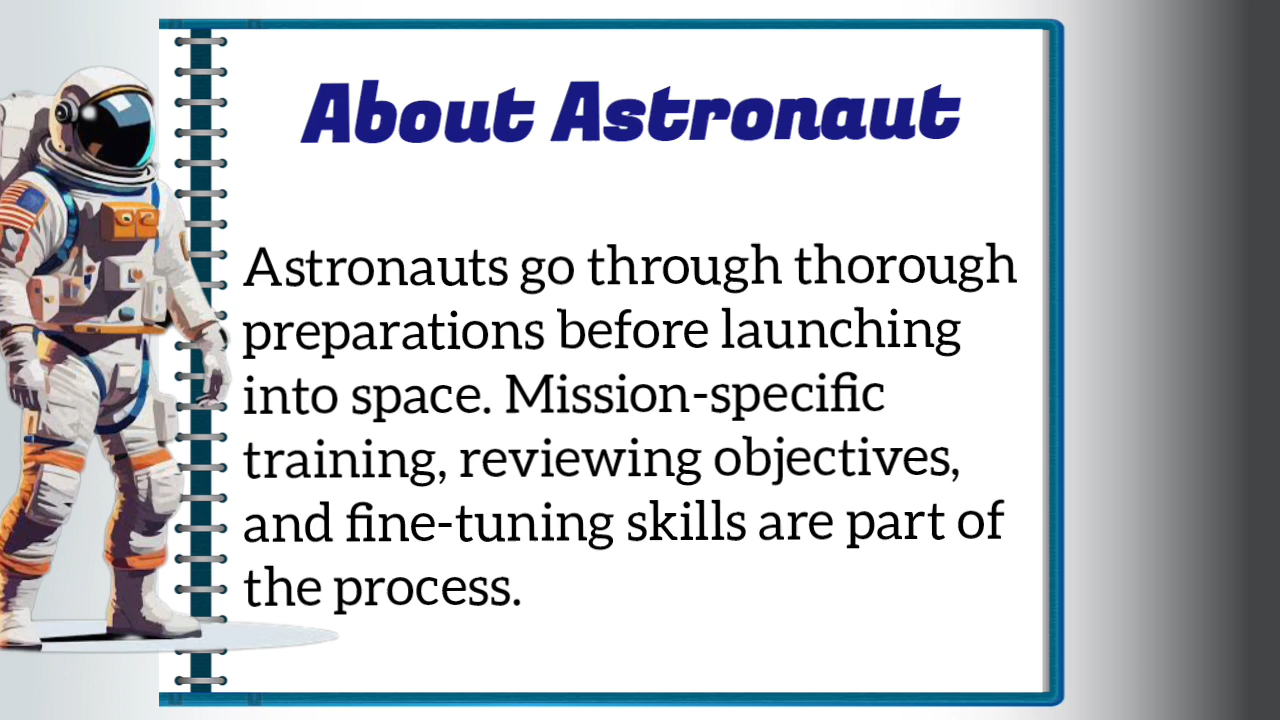 About Astronaut
Astronauts go through thorough
preparations before launching
into space. Mission-specific
training, reviewing objectives,
and fine-tuning skills are part of
the process.